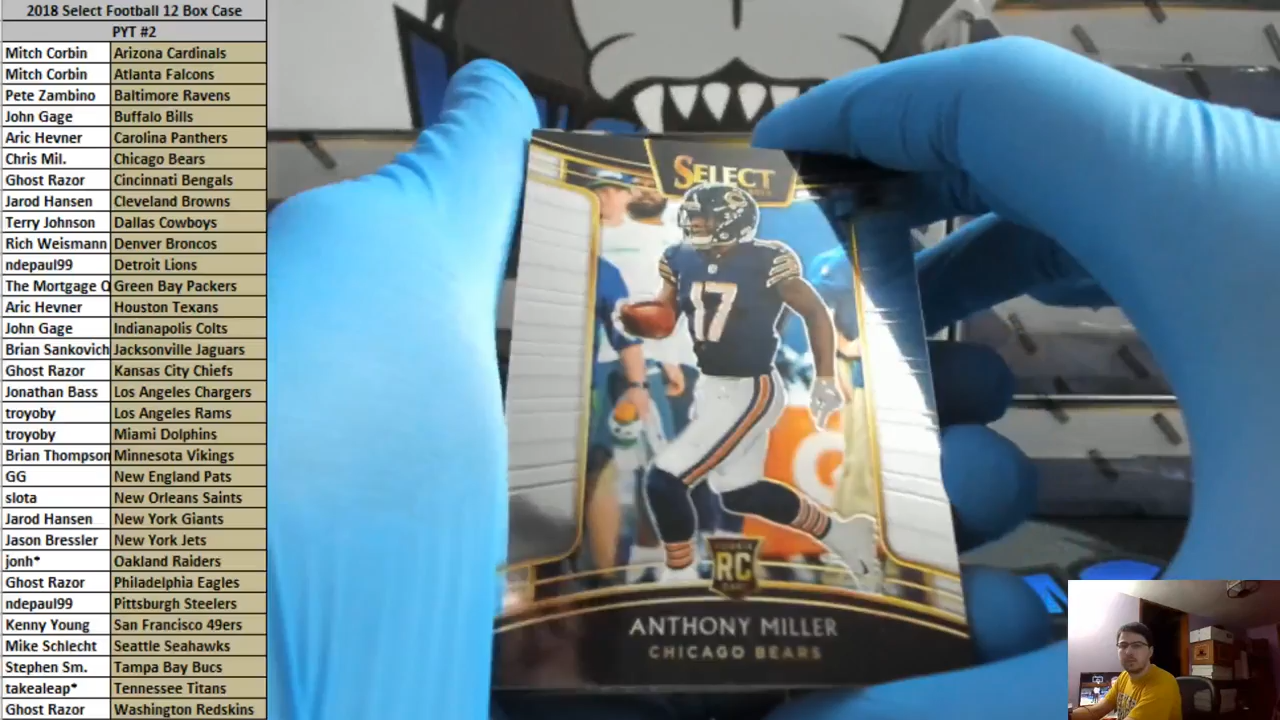 2018 Select Football 12 Box Case
PYT #2
Mitch Corbin Arizona Cardinals
Mitch Corbin Atlanta Falcons
Pete Zambino Baltimore Ravens
John Gage Buffalo Bills
Aric Hevner Carolina Panthers
Chris Mil. Chicago Bears
Ghost Razor Cincinnati Bengals
Jarod Hansen Cleveland Browns
Terry Johnson Dallas Cowboys
Rich Weismann Denver Broncos
ndepaul99 Detroit Lions
The Mortgage Q Green Bay Packers
Aric Hevner Houston Texans
John Gage Indianapolis Colts
Brian Sankovich Jacksonville Jaguars
Ghost Razor Kansas City Chiefs
Jonathan Bass Los Angeles Chargers
troyoby Los Angeles Rams
troyoby Miami Dolphins
Brian Thompson Minnesota Vikings
GG New England Pats
slota New Orleans Saints
Jarod Hansen New York Giants
Jason Bressler New York Jets
jonh* Oakland Raiders
Ghost Razor Philadelphia Eagles
ndepaul99 Pittsburgh Steelers
Kenny Young San Francisco 49ers
Mike Schlecht Seattle Seahawks
Stephen Sm. Tampa Bay Bucs
takealeap* Tennessee Titans
Ghost Razor Washington Redskins
SELECT
17
RC
ANTHONY MILLER
CHICAGO BEARS